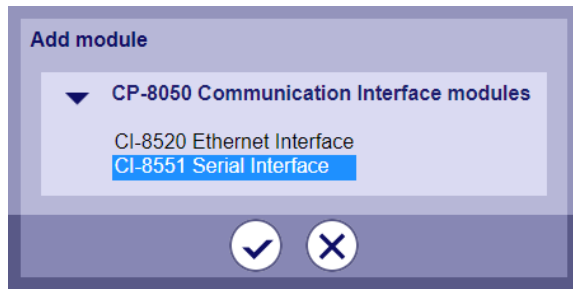 Add module
CP-8050 Communication Interface modules
CI-8520 Ethernet Interface
CI-8551 Serial Interface